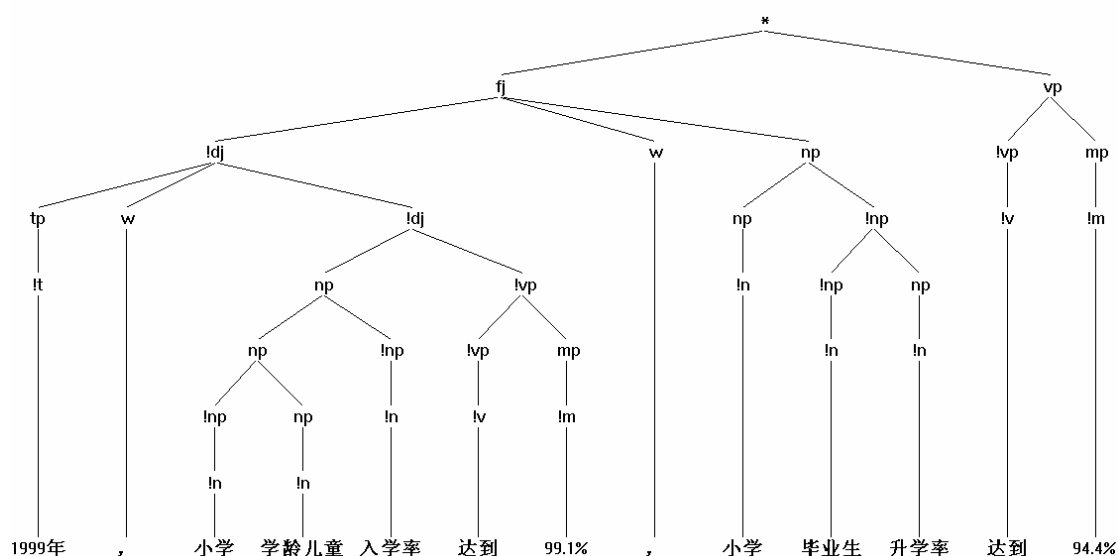 *
fj vp
!dj w np !vp mp
tp w !dj np !np !v !m
!t np !vp !n !np np
np !np !vp mp !n !n
!np np !n !v !m
!n !n
1999年 , 小学 学龄儿童 入学率 达到 99.1% , 小学 毕业生 升学率 达到 94.4%